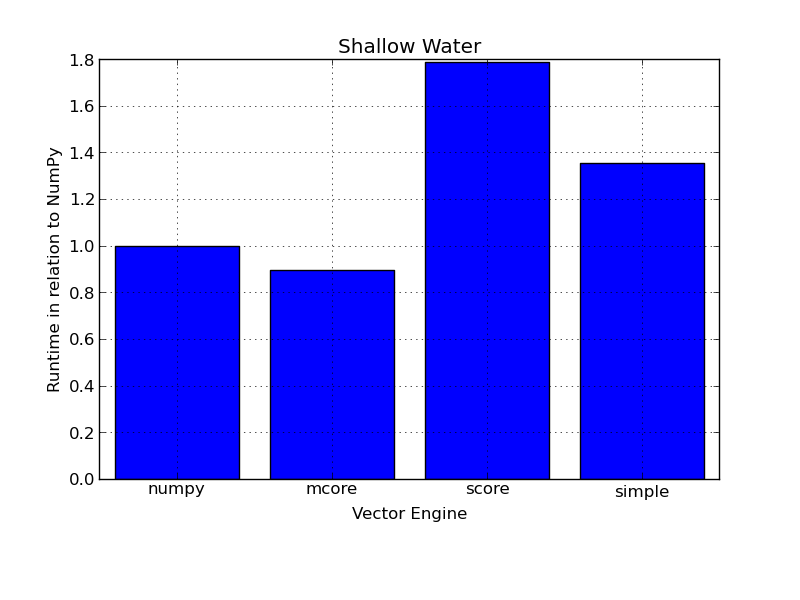 Shallow Water
1.8
1.6
1.4
1.2
1.0
0.8
0.6
0.4
0.2
0.0
Runtime in relation to NumPy
numpy mcore score simple
Vector Engine